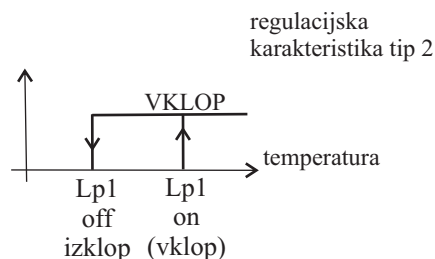 regulacijska
karakteristika tip 2
VKLOP
temperatura
Lp1
off
izklop
Lp1
on
(vklop)